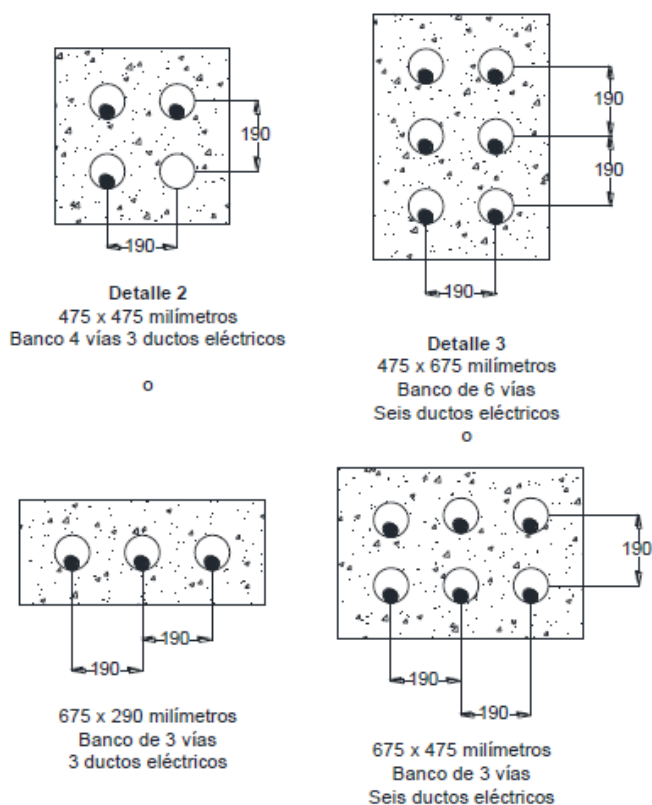 190
190
Detalle 2
475 x 475 milímetros
Banco 4 vías 3 ductos eléctricos
o
190
190
190
Detalle 3
475 x 675 milímetros
Banco de 6 vías
Seis ductos eléctricos
o
190
190
675 x 290 milímetros
Banco de 3 vías
3 ductos eléctricos
190
190
190
675 x 475 milímetros
Banco de 3 vías
Seis ductos eléctricos